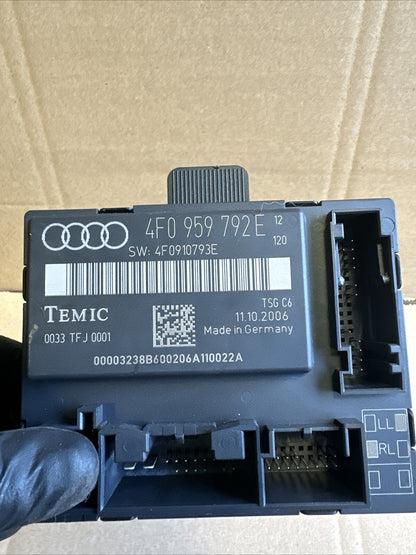 4F0 959 792E 12
120
SW: 4F0910793E
TEMIC
TSG C6
11.10.2006
0033 TFJ 0001
Made in Germany
00003238B600206A110022A
LL
RL